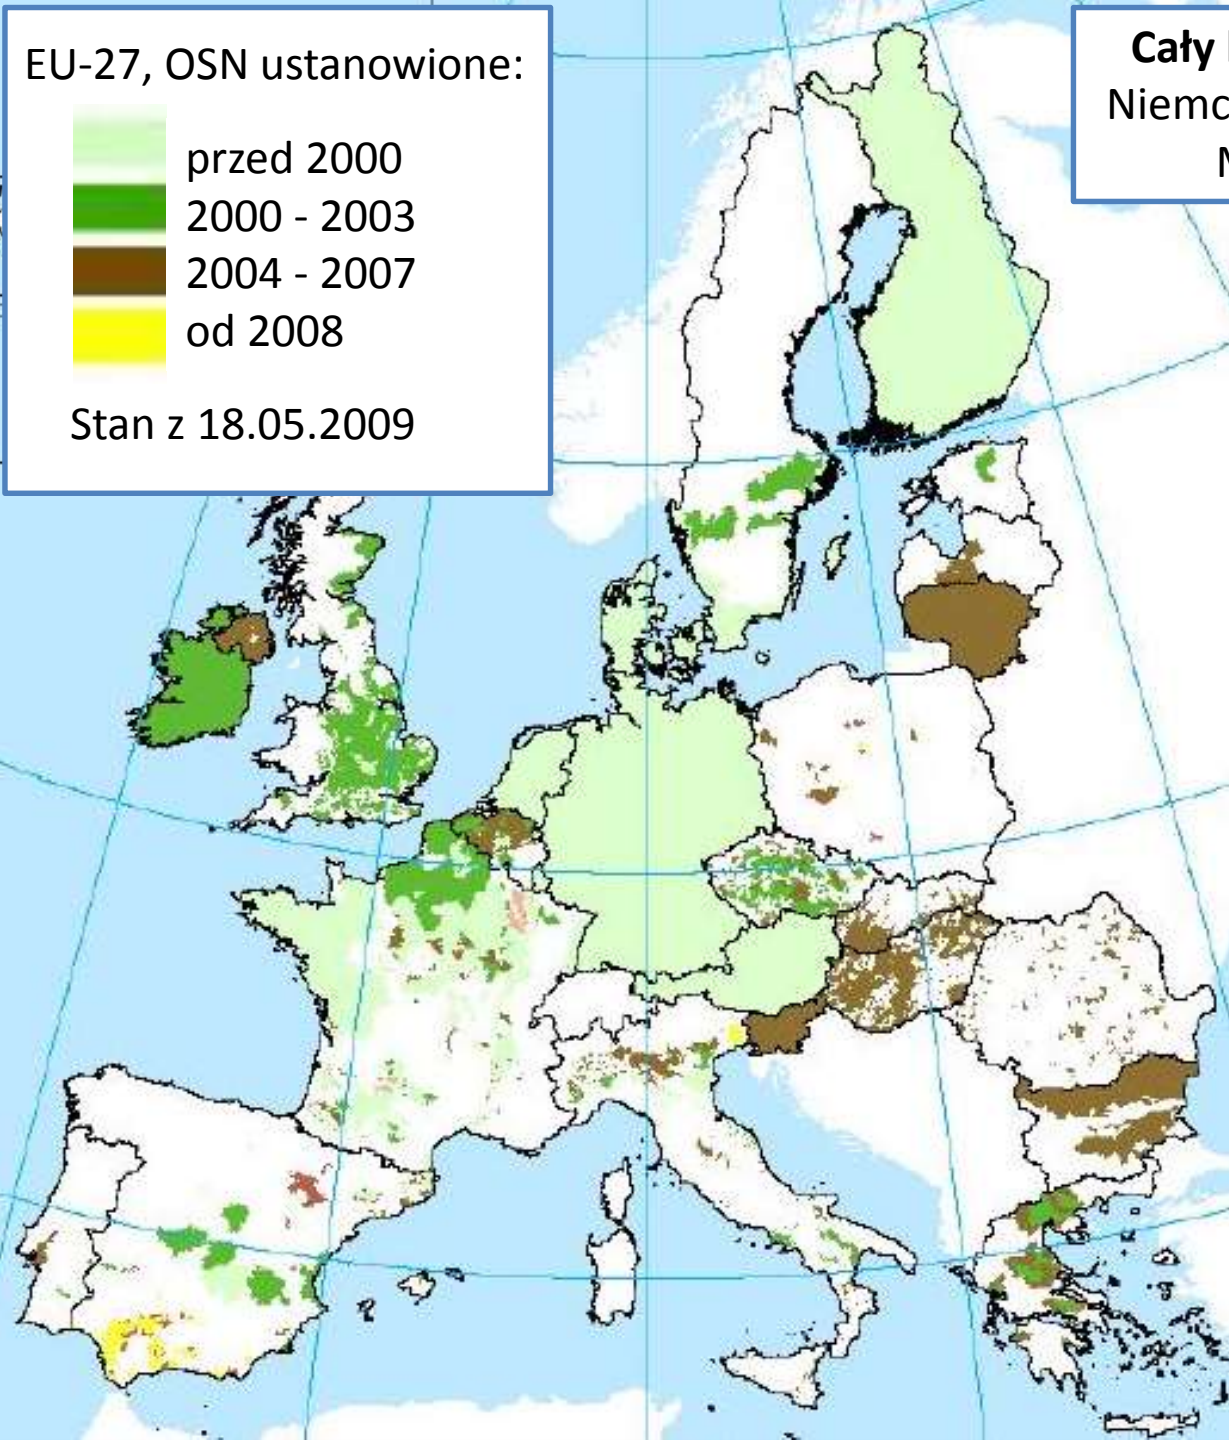 EU-27, OSN ustanowione:
przed 2000
2000 - 2003
2004 - 2007
od 2008
Stan z 18.05.2009
Cały
Niemc